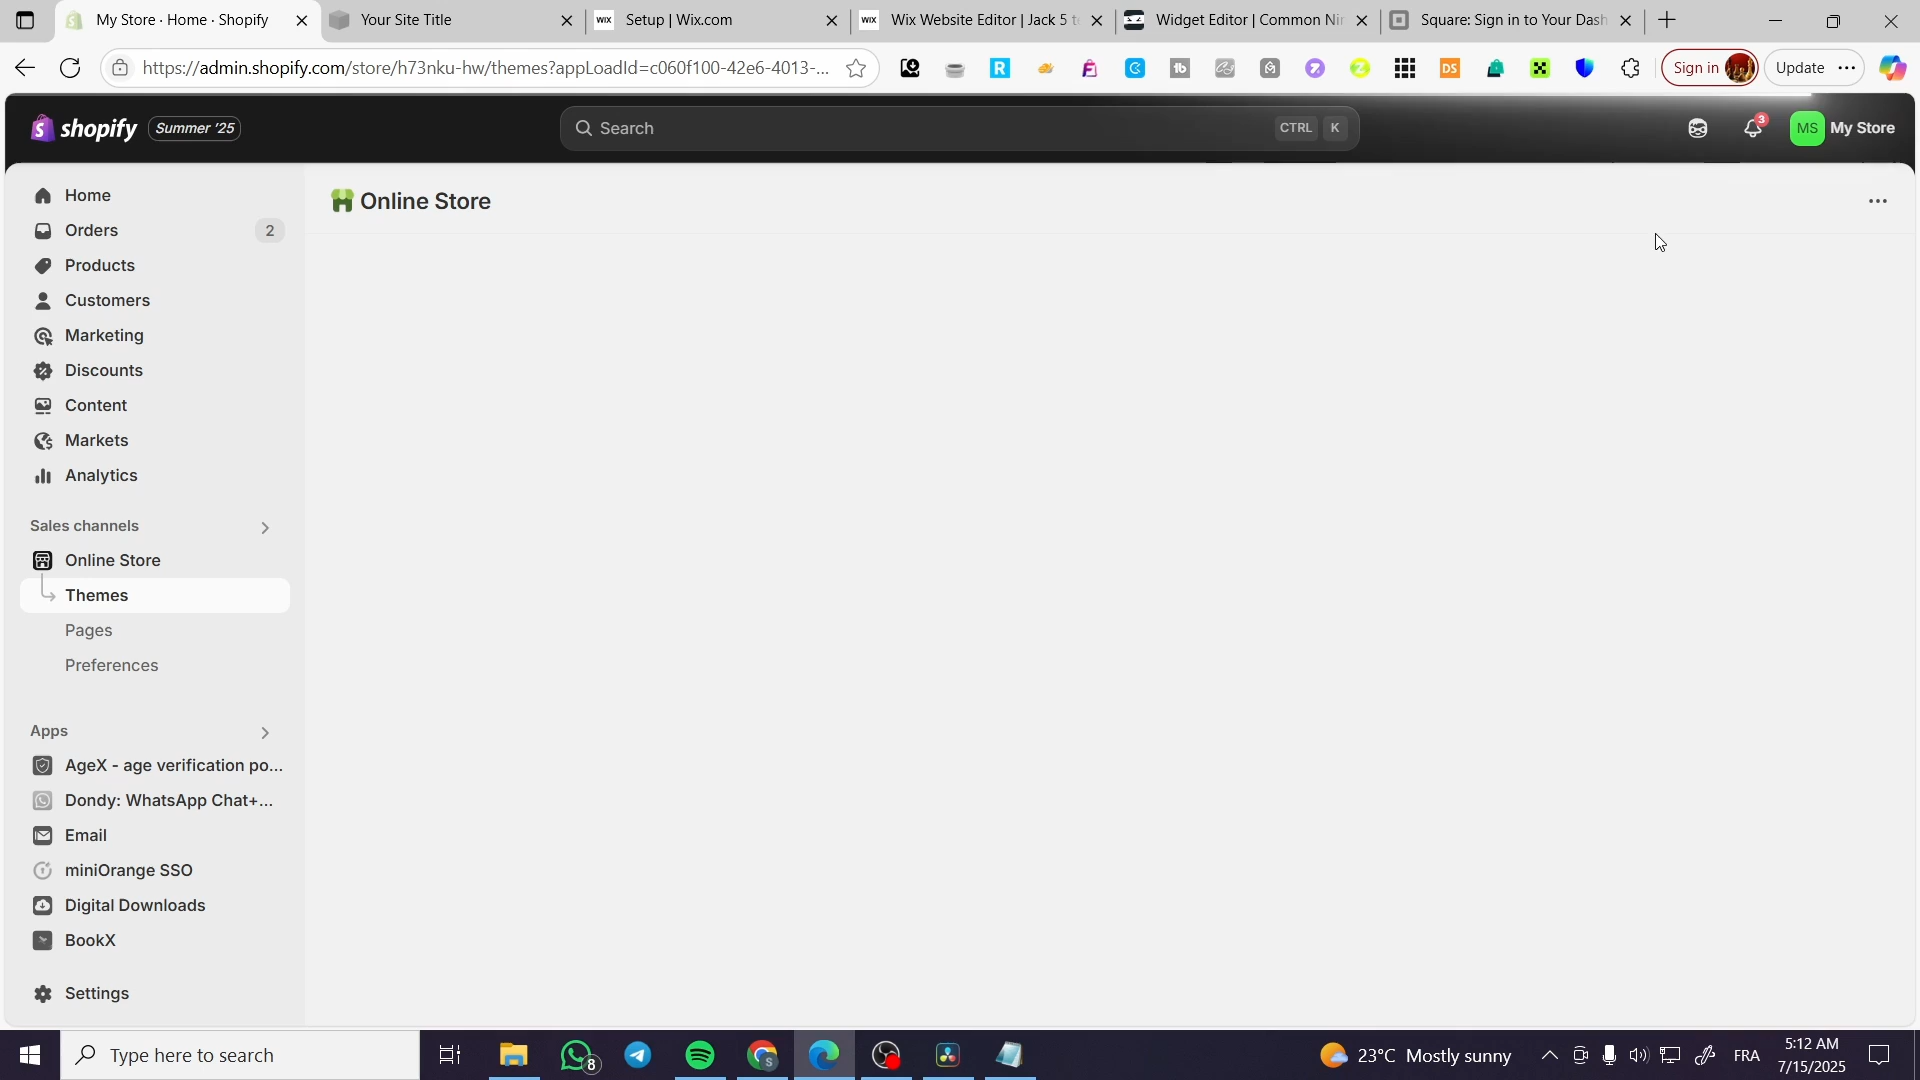 My Store · Home · Shopify
Your Site Title
WIX Setup | Wix.com
WIX Wix Website Editor | Jack 5 t
Widget Editor | Common Nin
Square: Sign in to Your Dash
https://admin.shopify.com/store/h73nku-hw/themes?appLoadId=c060f100-42e6-4013-...
Sign in
Update
shopify
Summer '25
Search
CTRL K
3
MS My Store
Home
Online Store
Orders 2
Products
Customers
Marketing
Discounts
Content
Markets
Analytics
Sales channels
Online Store
Themes
Pages
Preferences
Apps
AgeX - age verification po...
Dondy: WhatsApp Chat+...
Email
miniOrange SSO
Digital Downloads
BookX
Settings
Type here to search
8
23°C Mostly sunny
FRA
5:12 AM
7/15/2025